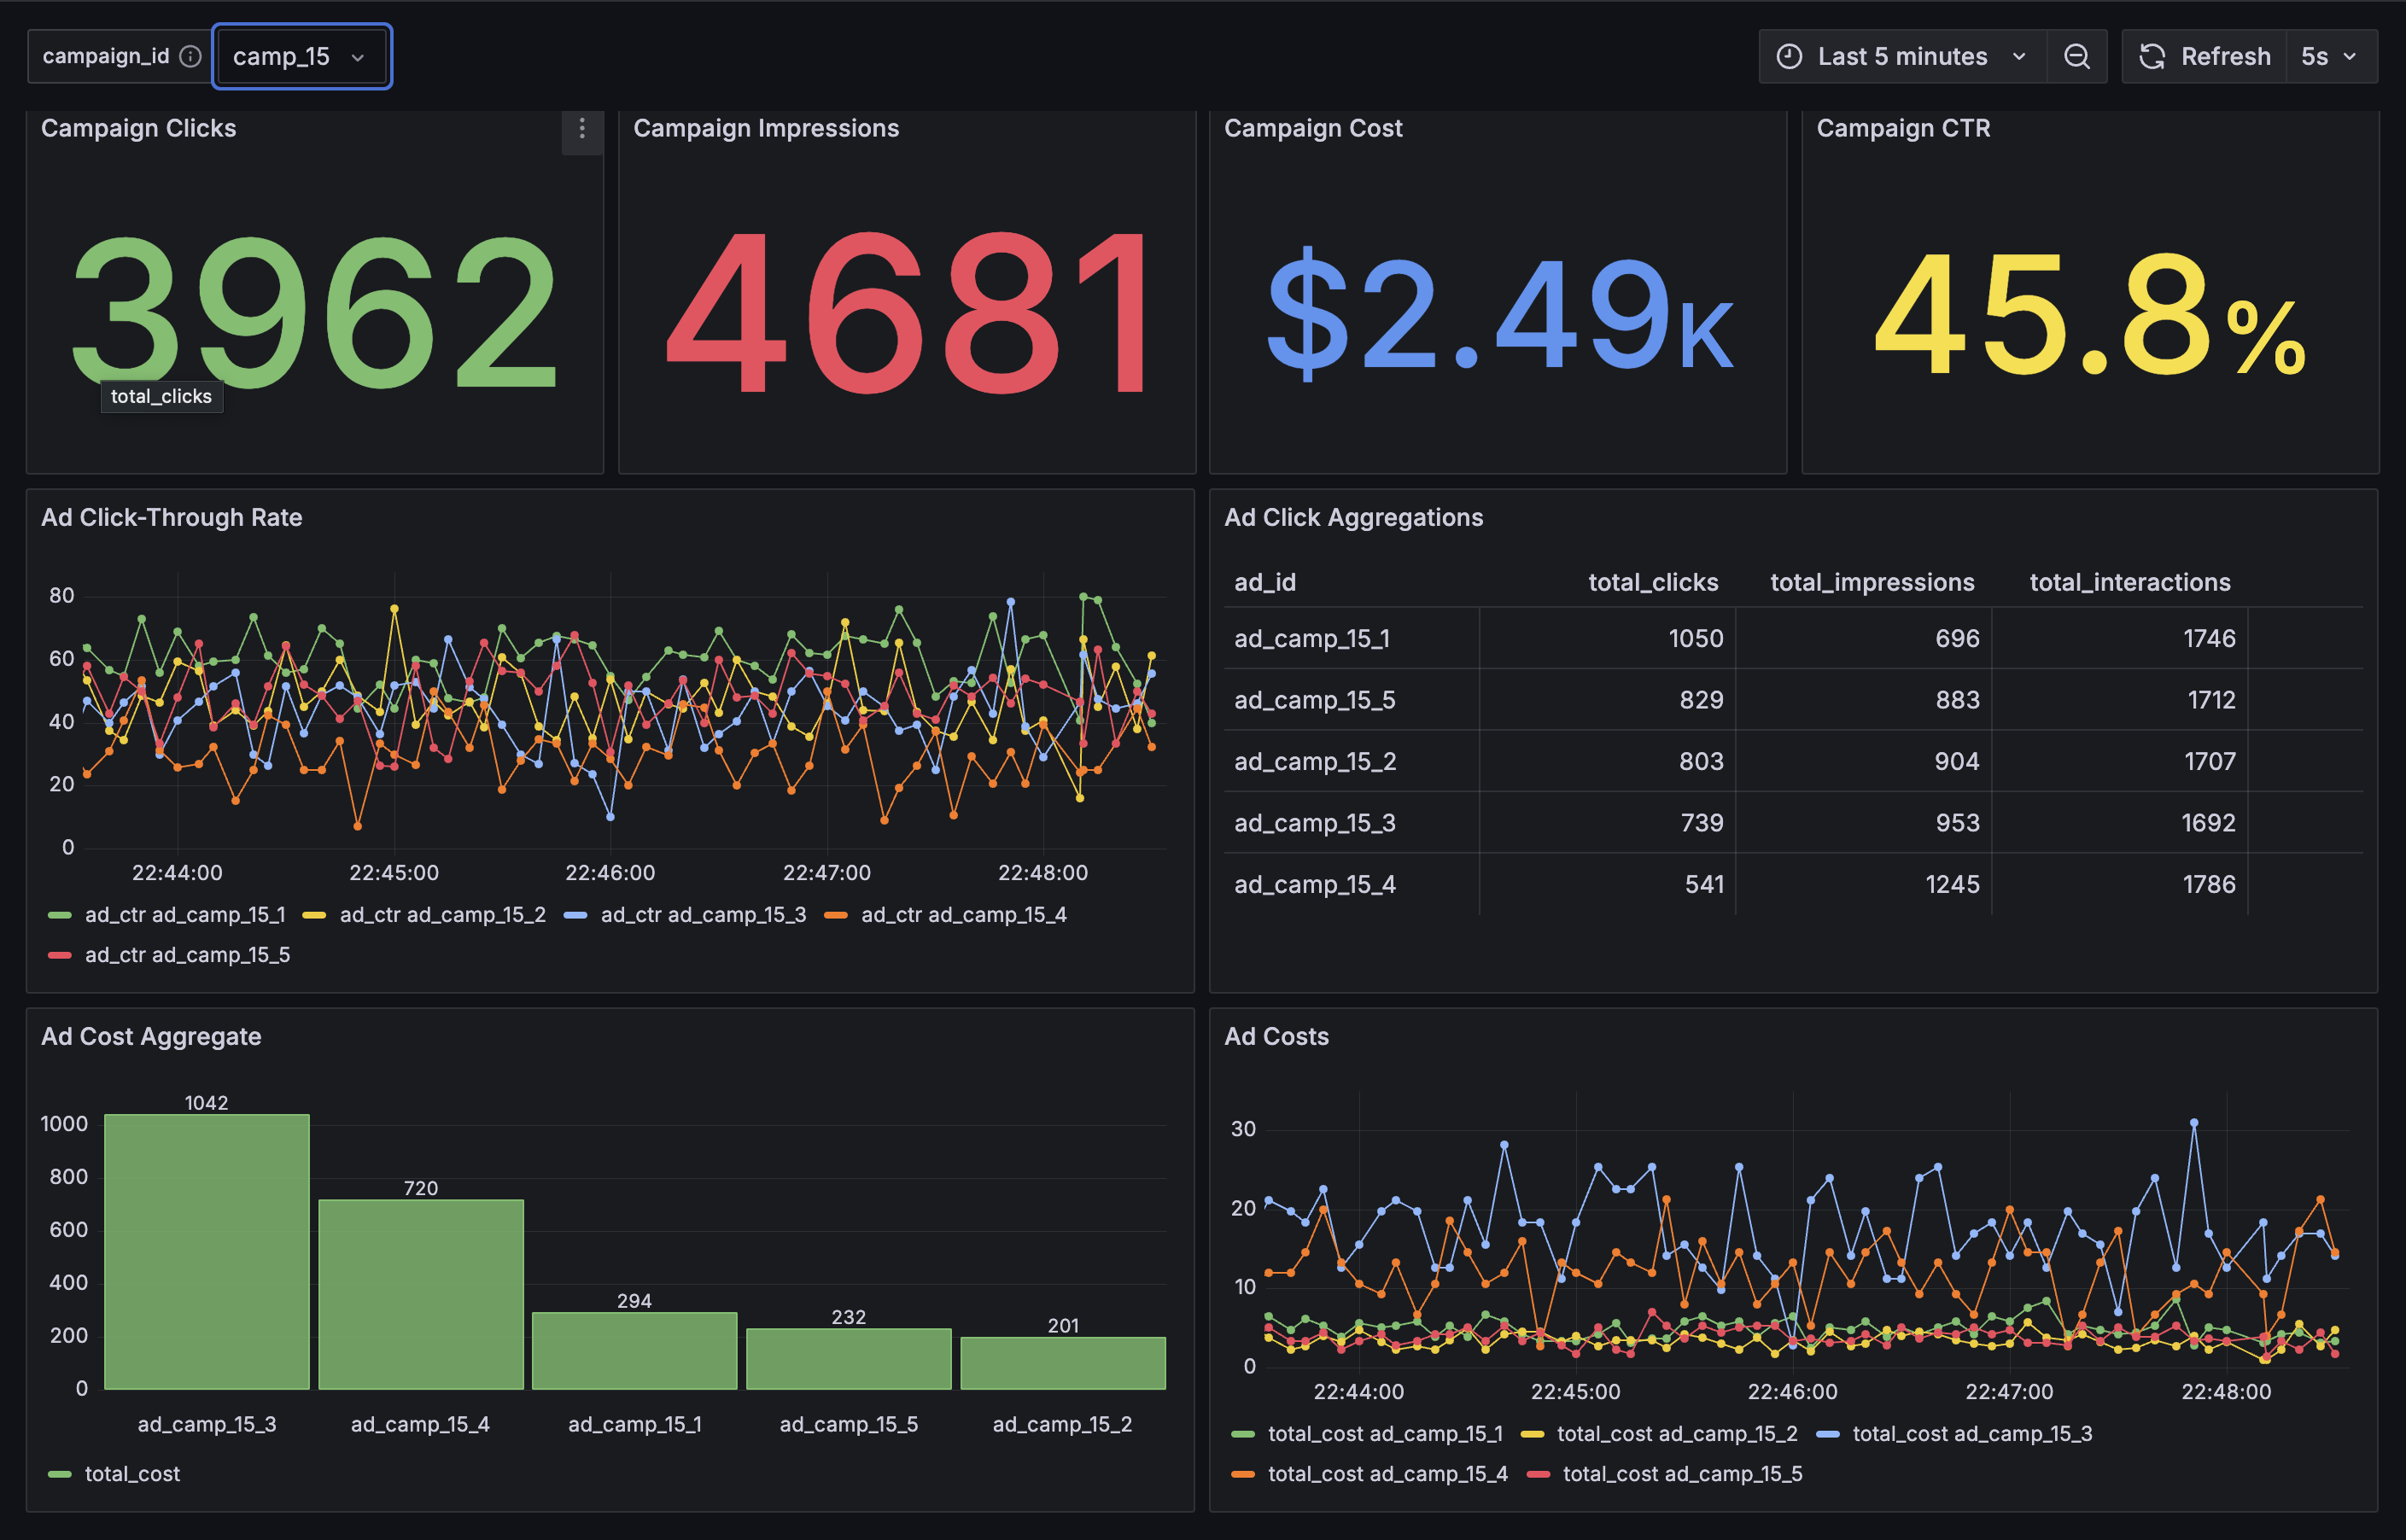 campaign_id camp_15 Last 5 minutes Refresh 5s
Campaign Clicks Campaign Impressions Campaign Cost Campaign CTR
3962 4681 $2.49K 45.8%
total_clicks
Ad Click-Through Rate
80
60
40
20
0
22:44:00 22:45:00 22:46:00 22:47:00 22:48:00
ad_ctr ad_camp_15_1 ad_ctr ad_camp_15_2 ad_ctr ad_camp_15_3 ad_ctr ad_camp_15_4
ad_ctr ad_camp_15_5
Ad Click Aggregations
ad_id total_clicks total_impressions total_interactions
ad_camp_15_1 1050 696 1746
ad_camp_15_5 829 883 1712
ad_camp_15_2 803 904 1707
ad_camp_15_3 739 953 1692
ad_camp_15_4 541 1245 1786
Ad Cost Aggregate
1042
1000
800
720
600
400
294
232
201
200
0
ad_camp_15_3 ad_camp_15_4 ad_camp_15_1 ad_camp_15_5 ad_camp_15_2
total_cost
Ad Costs
30
20
10
0
22:44:00 22:45:00 22:46:00 22:47:00 22:48:00
total_cost ad_camp_15_1 total_cost ad_camp_15_2 total_cost ad_camp_15_3
total_cost ad_camp_15_4 total_cost ad_camp_15_5